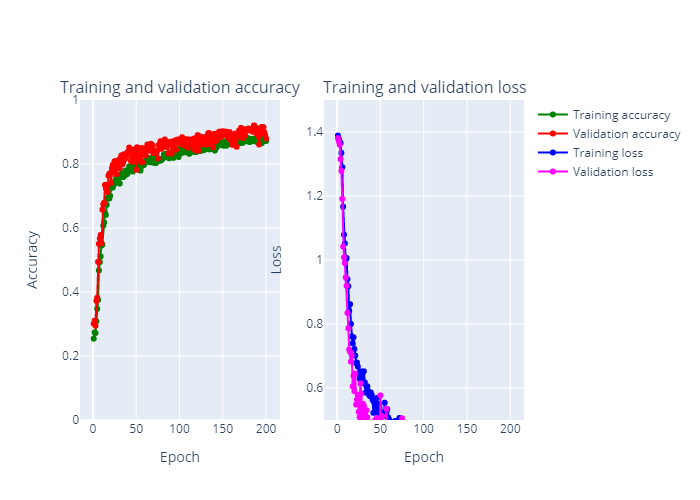 Training and validation accuracy
Training and validation loss
Training accuracy
Validation accuracy
Training loss
Validation loss
1
0.8
0.6
0.4
0.2
0
Accuracy
0 50 100 150 200
Epoch
1.4
1.2
1
0.8
0.6
Loss
0 50 100 150 200
Epoch